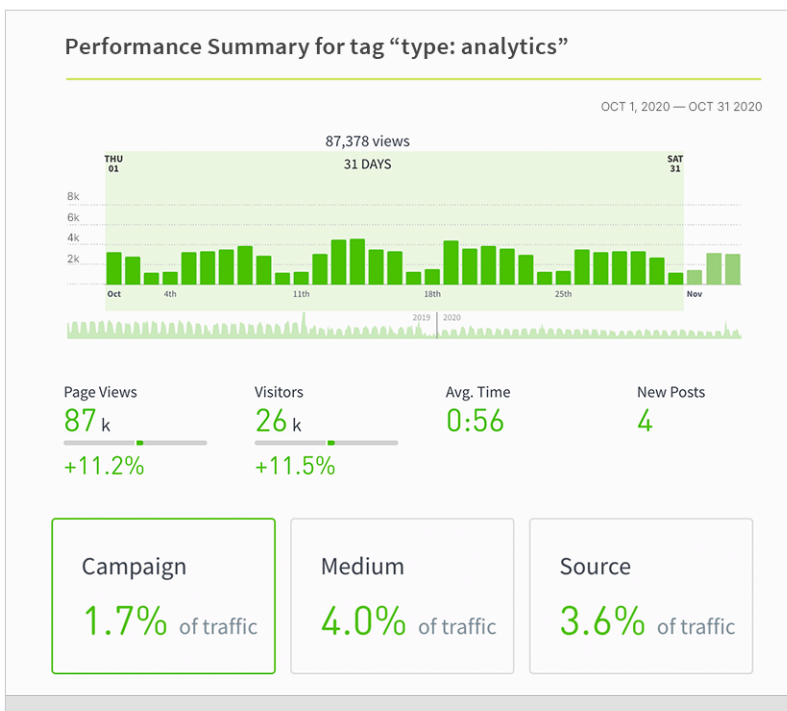 Performance Summary for tag “type: analytics”
OCT 1, 2020 — OCT 31 2020
87,378 views
THU
01
31 DAYS
SAT
31
8k
6k
4k
2k
Oct 4th 11th 18th 25th Nov
2019 2020
Page Views Visitors Avg. Time New Posts
87 k 26 k 0:56 4
+11.2% +11.5%
Campaign Medium Source
1.7% of traffic 4.0% of traffic 3.6% of traffic